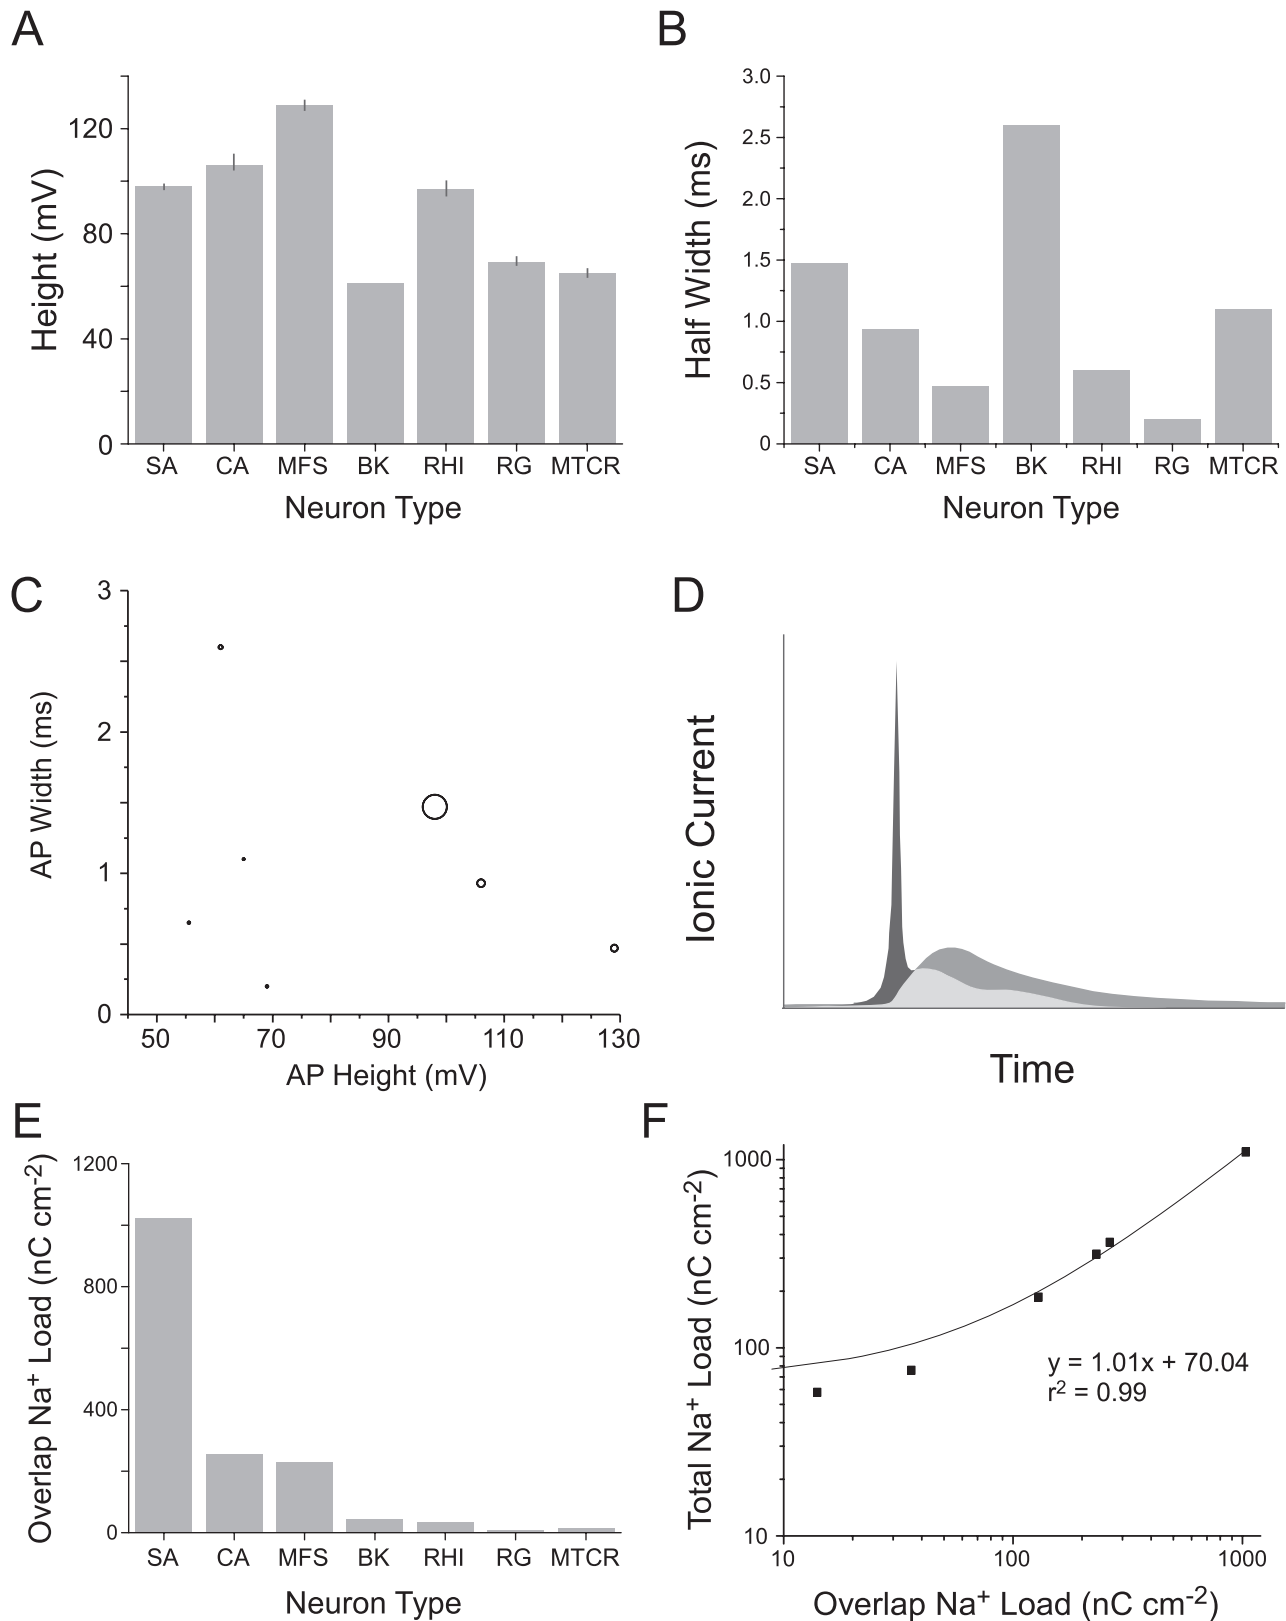 A
120
80
40
0
Height (mV)
SA CA MFS BK RHI RG MTCR
Neuron Type
B
3.0
2.5
2.0
1.5
1.0
0.5
0
Half Width (ms)
SA CA MFS BK RHI RG MTCR
Neuron Type
C
3
2
1
0
AP Width (ms)
50 70 90 110 130
AP Height (mV)
D
Ionic Current
Time
E
1200
800
400
0
Overlap Na⁺ Load (nC cm⁻²)
SA CA MFS BK RHI RG MTCR
Neuron Type
F
1000
100
10
Total Na⁺ Load (nC cm⁻²)
y = 1.01x + 70.04
r² = 0.99
10 100 1000
Overlap Na⁺ Load (nC cm⁻²)